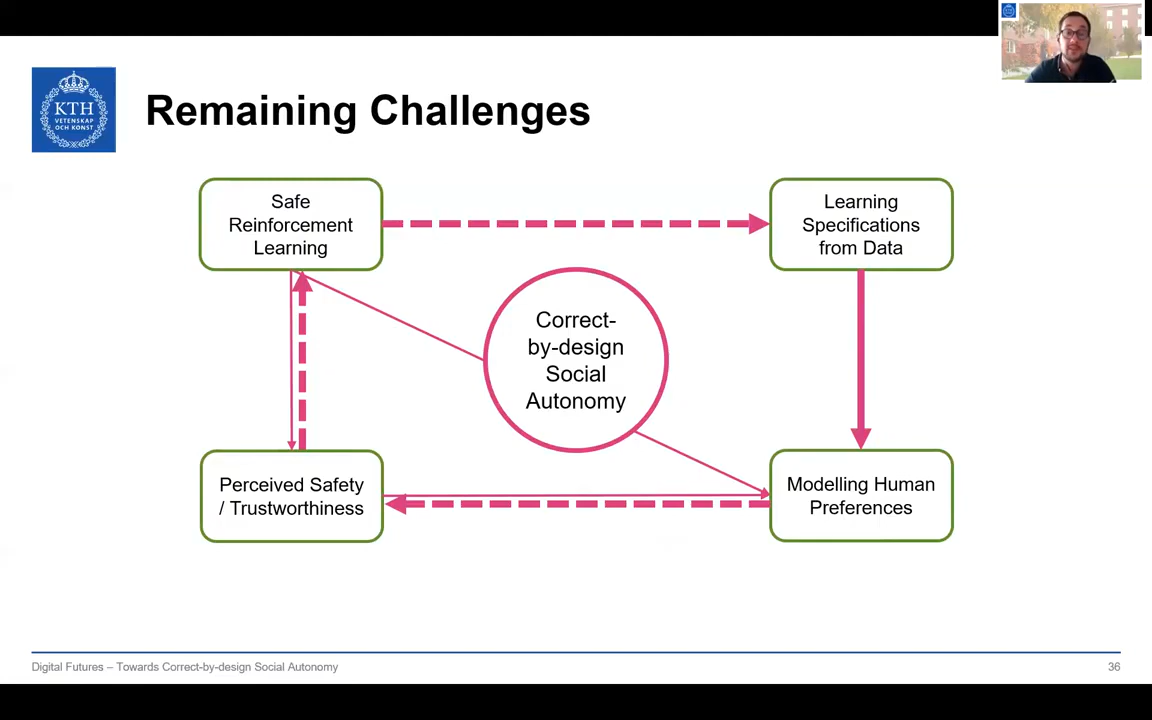 KTH
VETENSKAP
OCH KONST
Remaining Challenges
Safe
Reinforcement
Learning
Learning
Specifications
from Data
Correct-
by-design
Social
Autonomy
Perceived Safety
/ Trustworthiness
Modelling Human
Preferences
Digital Futures – Towards Correct-by-design Social Autonomy
36